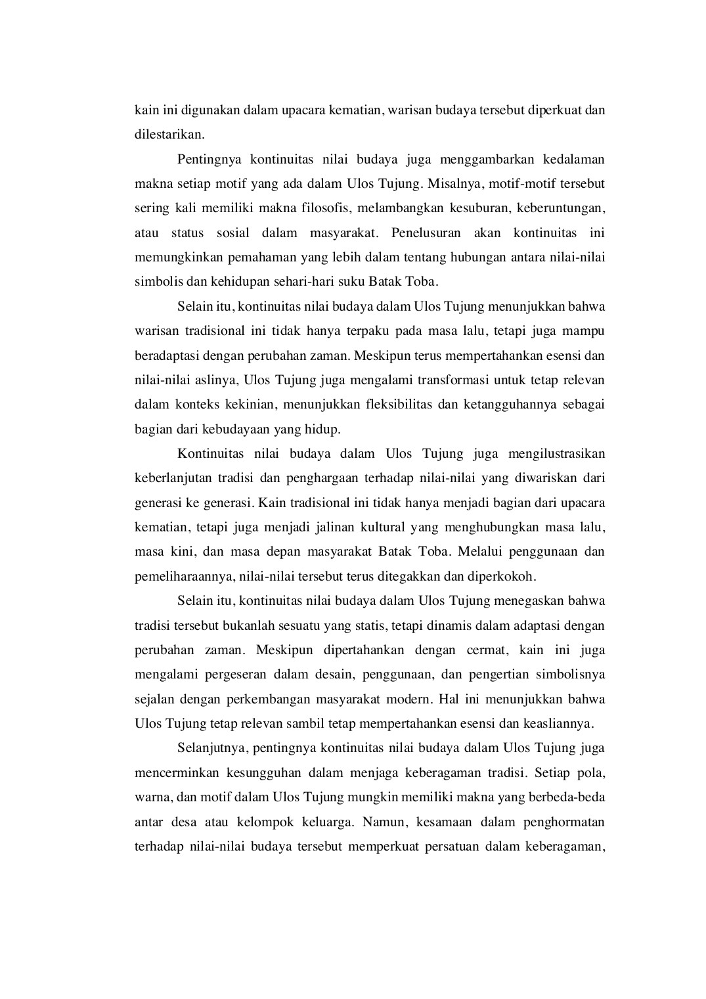 kain ini digunakan dalam upacara kematian, warisan budaya tersebut diperkuat dan
dilestarikan.
Pentingnya kontinuitas nilai budaya juga menggambarkan kedalaman
makna setiap motif yang ada dalam Ulos Tujung. Misalnya, motif-motif tersebut
sering kali memiliki makna filosofis, melambangkan kesuburan, keberuntungan,
atau status sosial dalam masyarakat. Penelusuran akan kontinuitas ini
memungkinkan pemahaman yang lebih dalam tentang hubungan antara nilai-nilai
simbolis dan kehidupan sehari-hari suku Batak Toba.
Selain itu, kontinuitas nilai budaya dalam Ulos Tujung menunjukkan bahwa
warisan tradisional ini tidak hanya terpaku pada masa lalu, tetapi juga mampu
beradaptasi dengan perubahan zaman. Meskipun terus mempertahankan esensi dan
nilai-nilai aslinya, Ulos Tujung juga mengalami transformasi untuk tetap relevan
dalam konteks kekinian, menunjukkan fleksibilitas dan ketangguhannya sebagai
bagian dari kebudayaan yang hidup.
Kontinuitas nilai budaya dalam Ulos Tujung juga mengilustrasikan
keberlanjutan tradisi dan penghargaan terhadap nilai-nilai yang diwariskan dari
generasi ke generasi. Kain tradisional ini tidak hanya menjadi bagian dari upacara
kematian, tetapi juga menjadi jalinan kultural yang menghubungkan masa lalu,
masa kini, dan masa depan masyarakat Batak Toba. Melalui penggunaan dan
pemeliharaannya, nilai-nilai tersebut terus ditegakkan dan diperkokoh.
Selain itu, kontinuitas nilai budaya dalam Ulos Tujung menegaskan bahwa
tradisi tersebut bukanlah sesuatu yang statis, tetapi dinamis dalam adaptasi dengan
perubahan zaman. Meskipun dipertahankan dengan cermat, kain ini juga
mengalami pergeseran dalam desain, penggunaan, dan pengertian simbolisnya
sejalan dengan perkembangan masyarakat modern. Hal ini menunjukkan bahwa
Ulos Tujung tetap relevan sambil tetap mempertahankan esensi dan keasliannya.
Selanjutnya, pentingnya kontinuitas nilai budaya dalam Ulos Tujung juga
mencerminkan kesungguhan dalam menjaga keberagaman tradisi. Setiap pola,
warna, dan motif dalam Ulos Tujung mungkin memiliki makna yang berbeda-beda
antar desa atau kelompok keluarga. Namun, kesamaan dalam penghormatan
terhadap nilai-nilai budaya tersebut memperkuat persatuan dalam keberagaman,